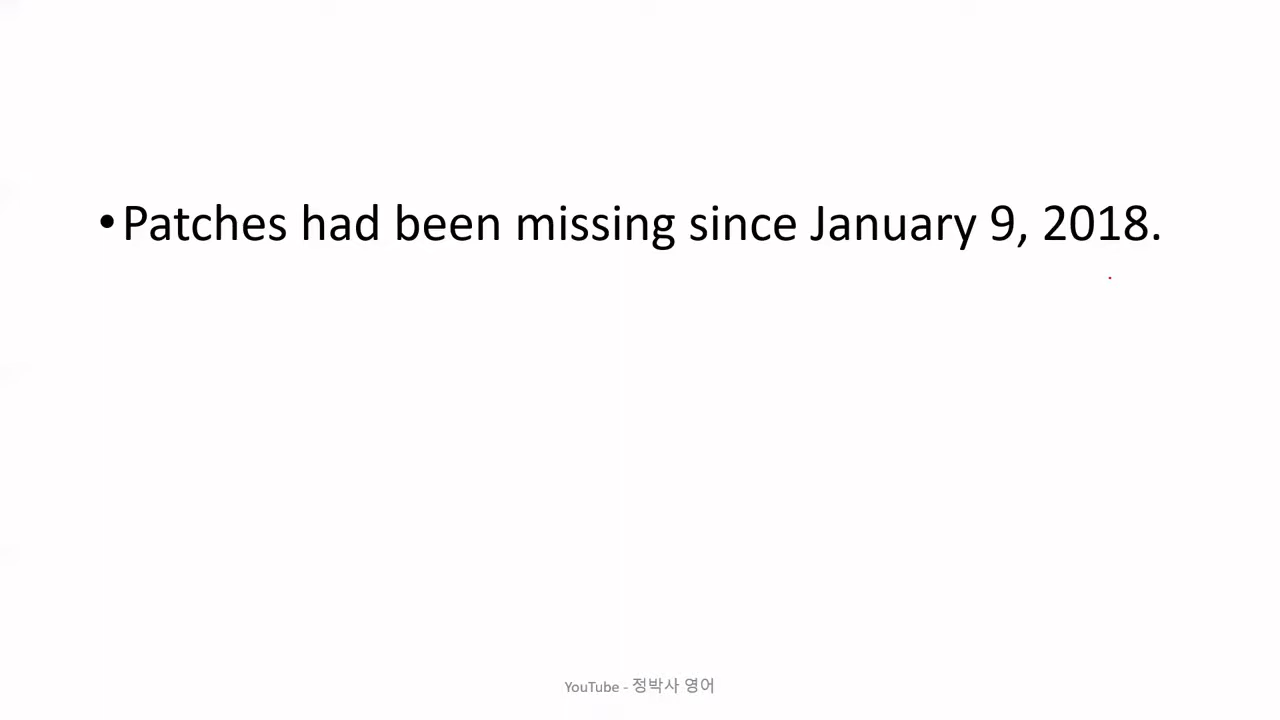 •Patches had been missing since January 9, 2018.
YouTube - 정박사 영어